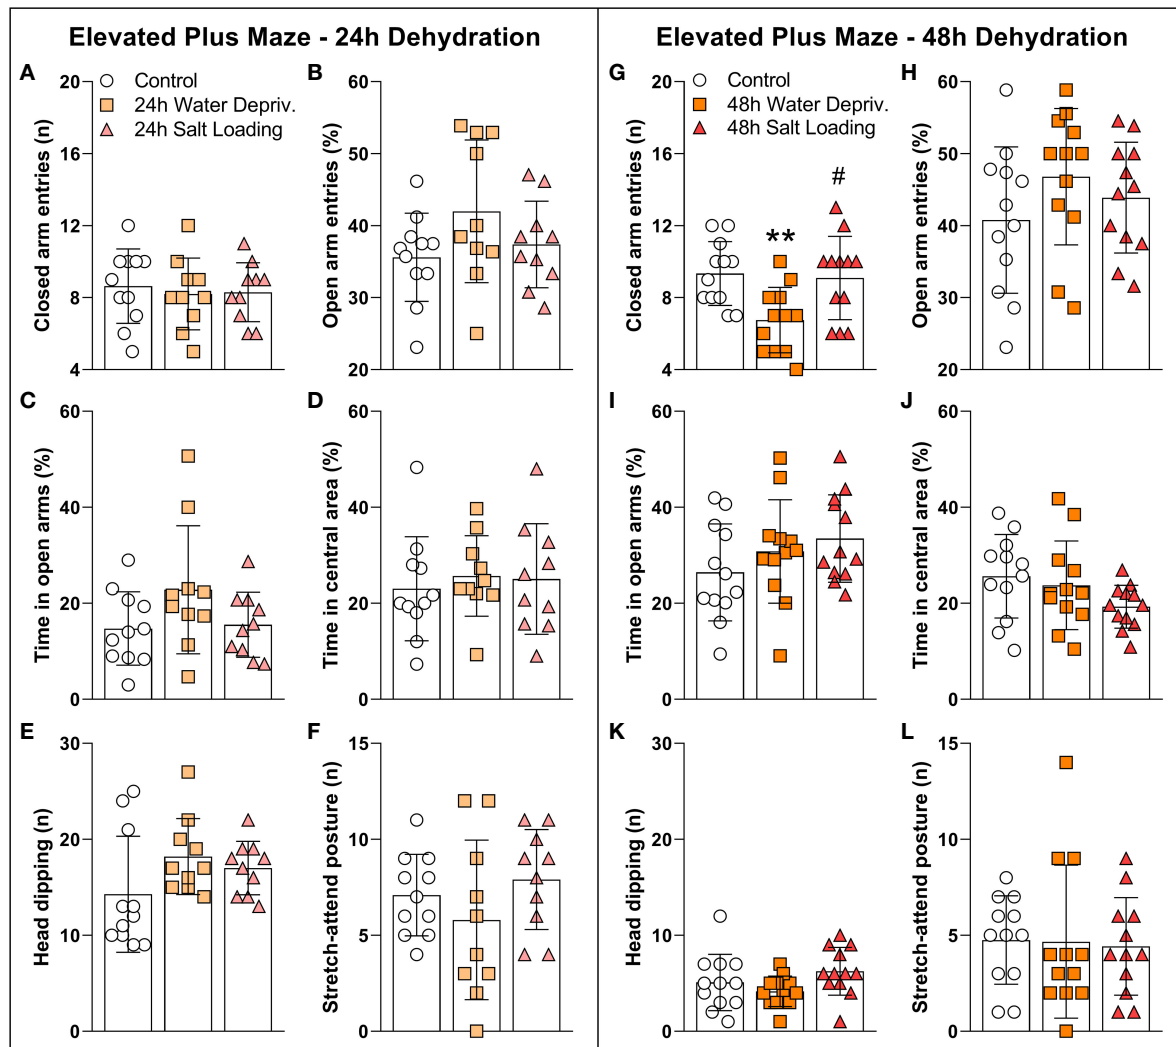 Elevated Plus Maze - 24h Dehydration
A
Closed arm entries (n)
20
16
12
8
4
Control
24h Water Depriv.
24h Salt Loading
B
Open arm entries (%)
60
50
40
30
20
C
Time in open arms (%)
60
40
20
0
D
Time in central area (%)
60
40
20
0
E
Head dipping (n)
30
20
10
0
F
Stretch-attend posture (n)
15
10
5
0
Elevated Plus Maze - 48h Dehydration
G
Closed arm entries (n)
20
16
12
8
4
Control
48h Water Depriv.
48h Salt Loading
**
#
H
Open arm entries (%)
60
50
40
30
20
I
Time in open arms (%)
60
40
20
0
J
Time in central area (%)
60
40
20
0
K
Head dipping (n)
30
20
10
0
L
Stretch-attend posture (n)
15
10
5
0